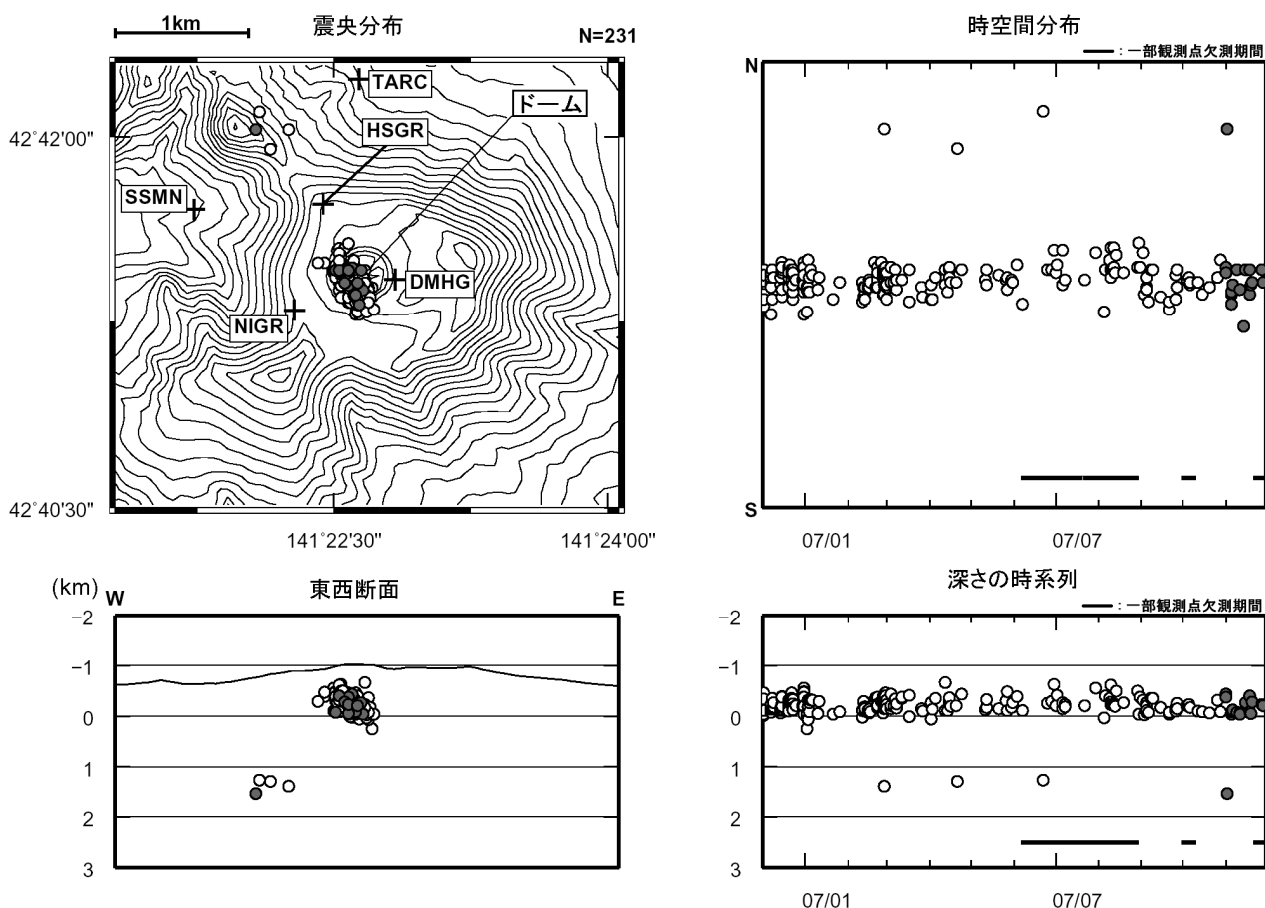 1km
震央分布
N=231
TARC
ドーム
HSGR
42°42'00"
SSMN
DMHG
NIGR
42°40'30"
141°22'30"
141°24'00"
時空間分布
：一部観測点欠測期間
N
S
07/01
07/07
(km)
W
東西断面
E
-2
-1
0
1
2
3
深さの時系列
：一部観測点欠測期間
-2
-1
0
1
2
3
07/01
07/07